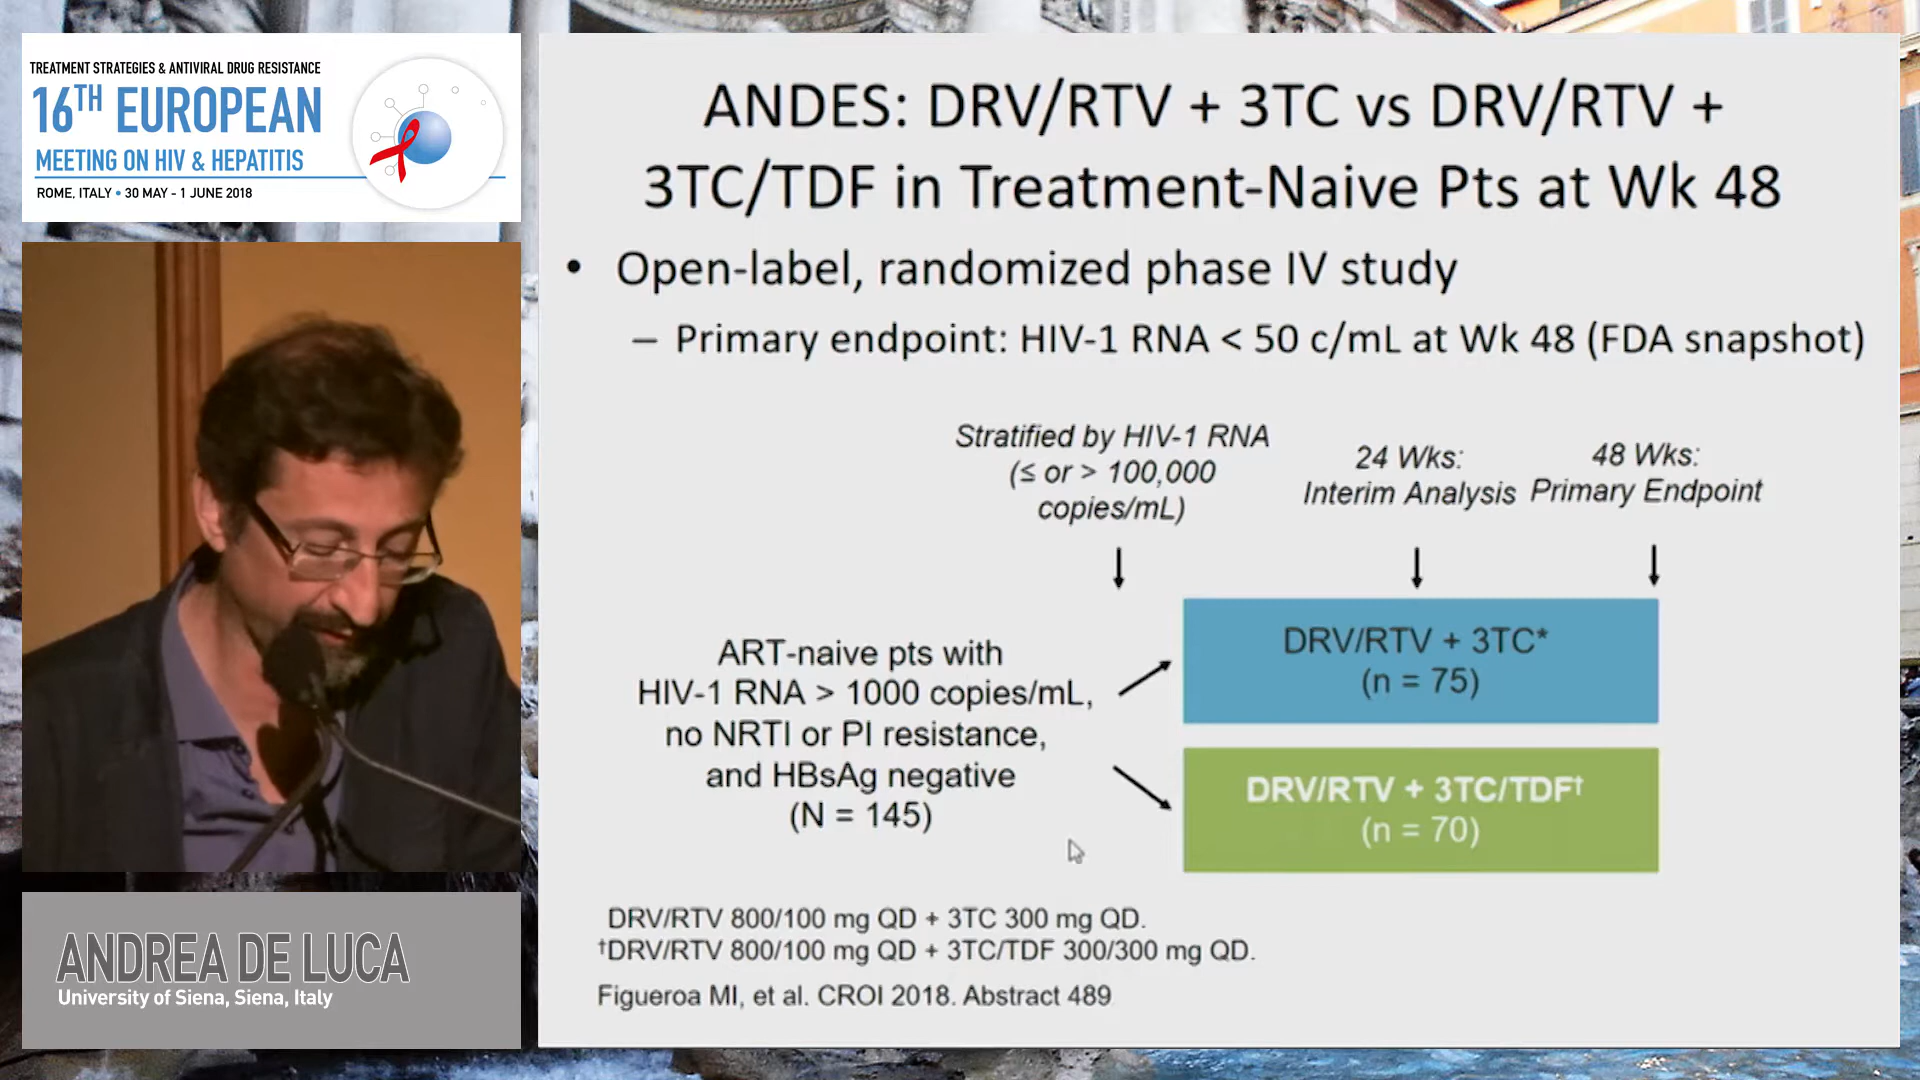 TREATMENT STRATEGIES & ANTIVIRAL DRUG RESISTANCE
16TH EUROPEAN
MEETING ON HIV & HEPATITIS
ROME, ITALY • 30 MAY - 1 JUNE 2018
ANDREA DE LUCA
University of Siena, Siena, Italy
ANDES: DRV/RTV + 3TC vs DRV/RTV +
3TC/TDF in Treatment-Naive Pts at Wk 48
• Open-label, randomized phase IV study
– Primary endpoint: HIV-1 RNA < 50 c/mL at Wk 48 (FDA snapshot)
Stratified by HIV-1 RNA
(≤ or > 100,000
copies/mL)
24 Wks:
Interim Analysis
48 Wks:
Primary Endpoint
ART-naive pts with
HIV-1 RNA > 1000 copies/mL,
no NRTI or PI resistance,
and HBsAg negative
(N = 145)
DRV/RTV + 3TC*
(n = 75)
DRV/RTV + 3TC/TDF†
(n = 70)
DRV/RTV 800/100 mg QD + 3TC 300 mg QD.
†DRV/RTV 800/100 mg QD + 3TC/TDF 300/300 mg QD.
Figueroa MI, et al. CROI 2018. Abstract 489